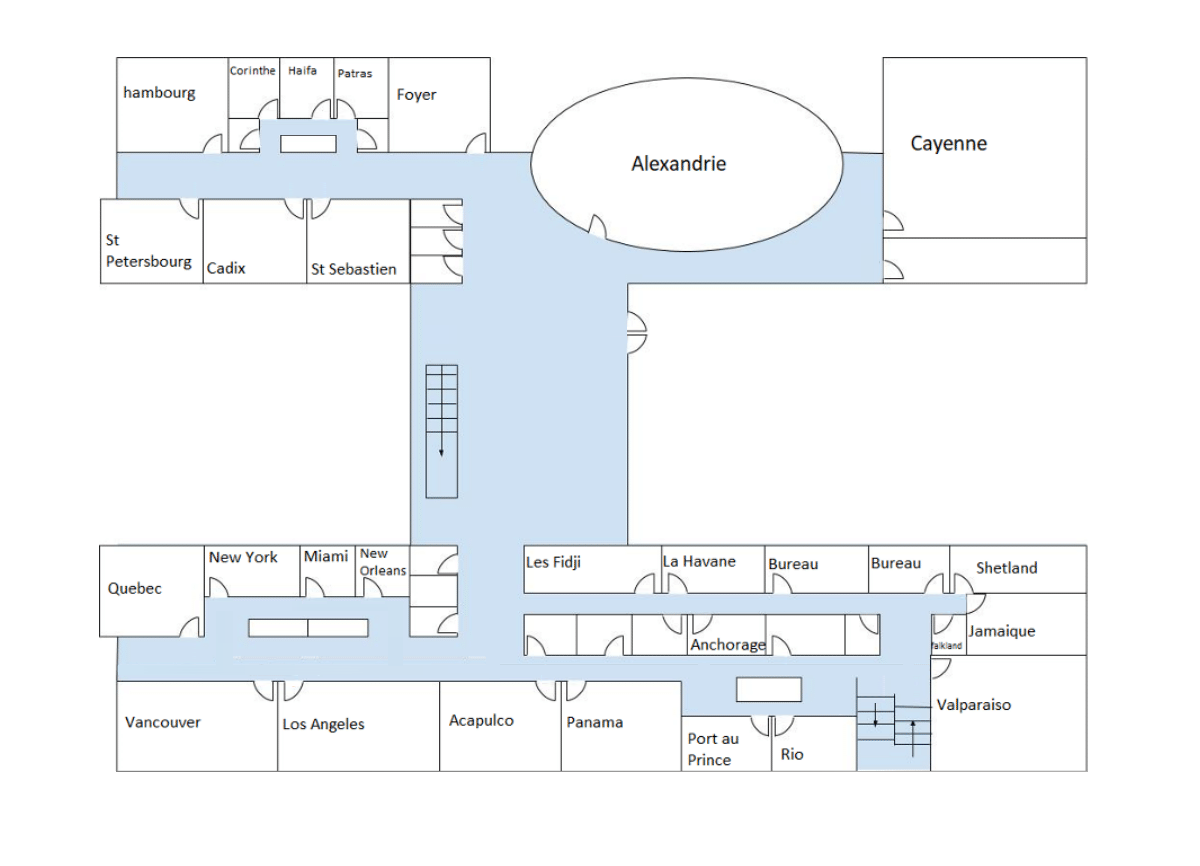 hambourg
Corinthe
Haifa
Patras
Foyer
Alexandrie
Cayenne
St
Petersbourg
Cadix
St Sebastien
Quebec
New York
Miami
New
Orleans
Les Fidji
La Havane
Bureau
Bureau
Shetland
Anchorage
falkland
Jamaique
Vancouver
Los Angeles
Acapulco
Panama
Port au
Prince
Rio
Valparaiso